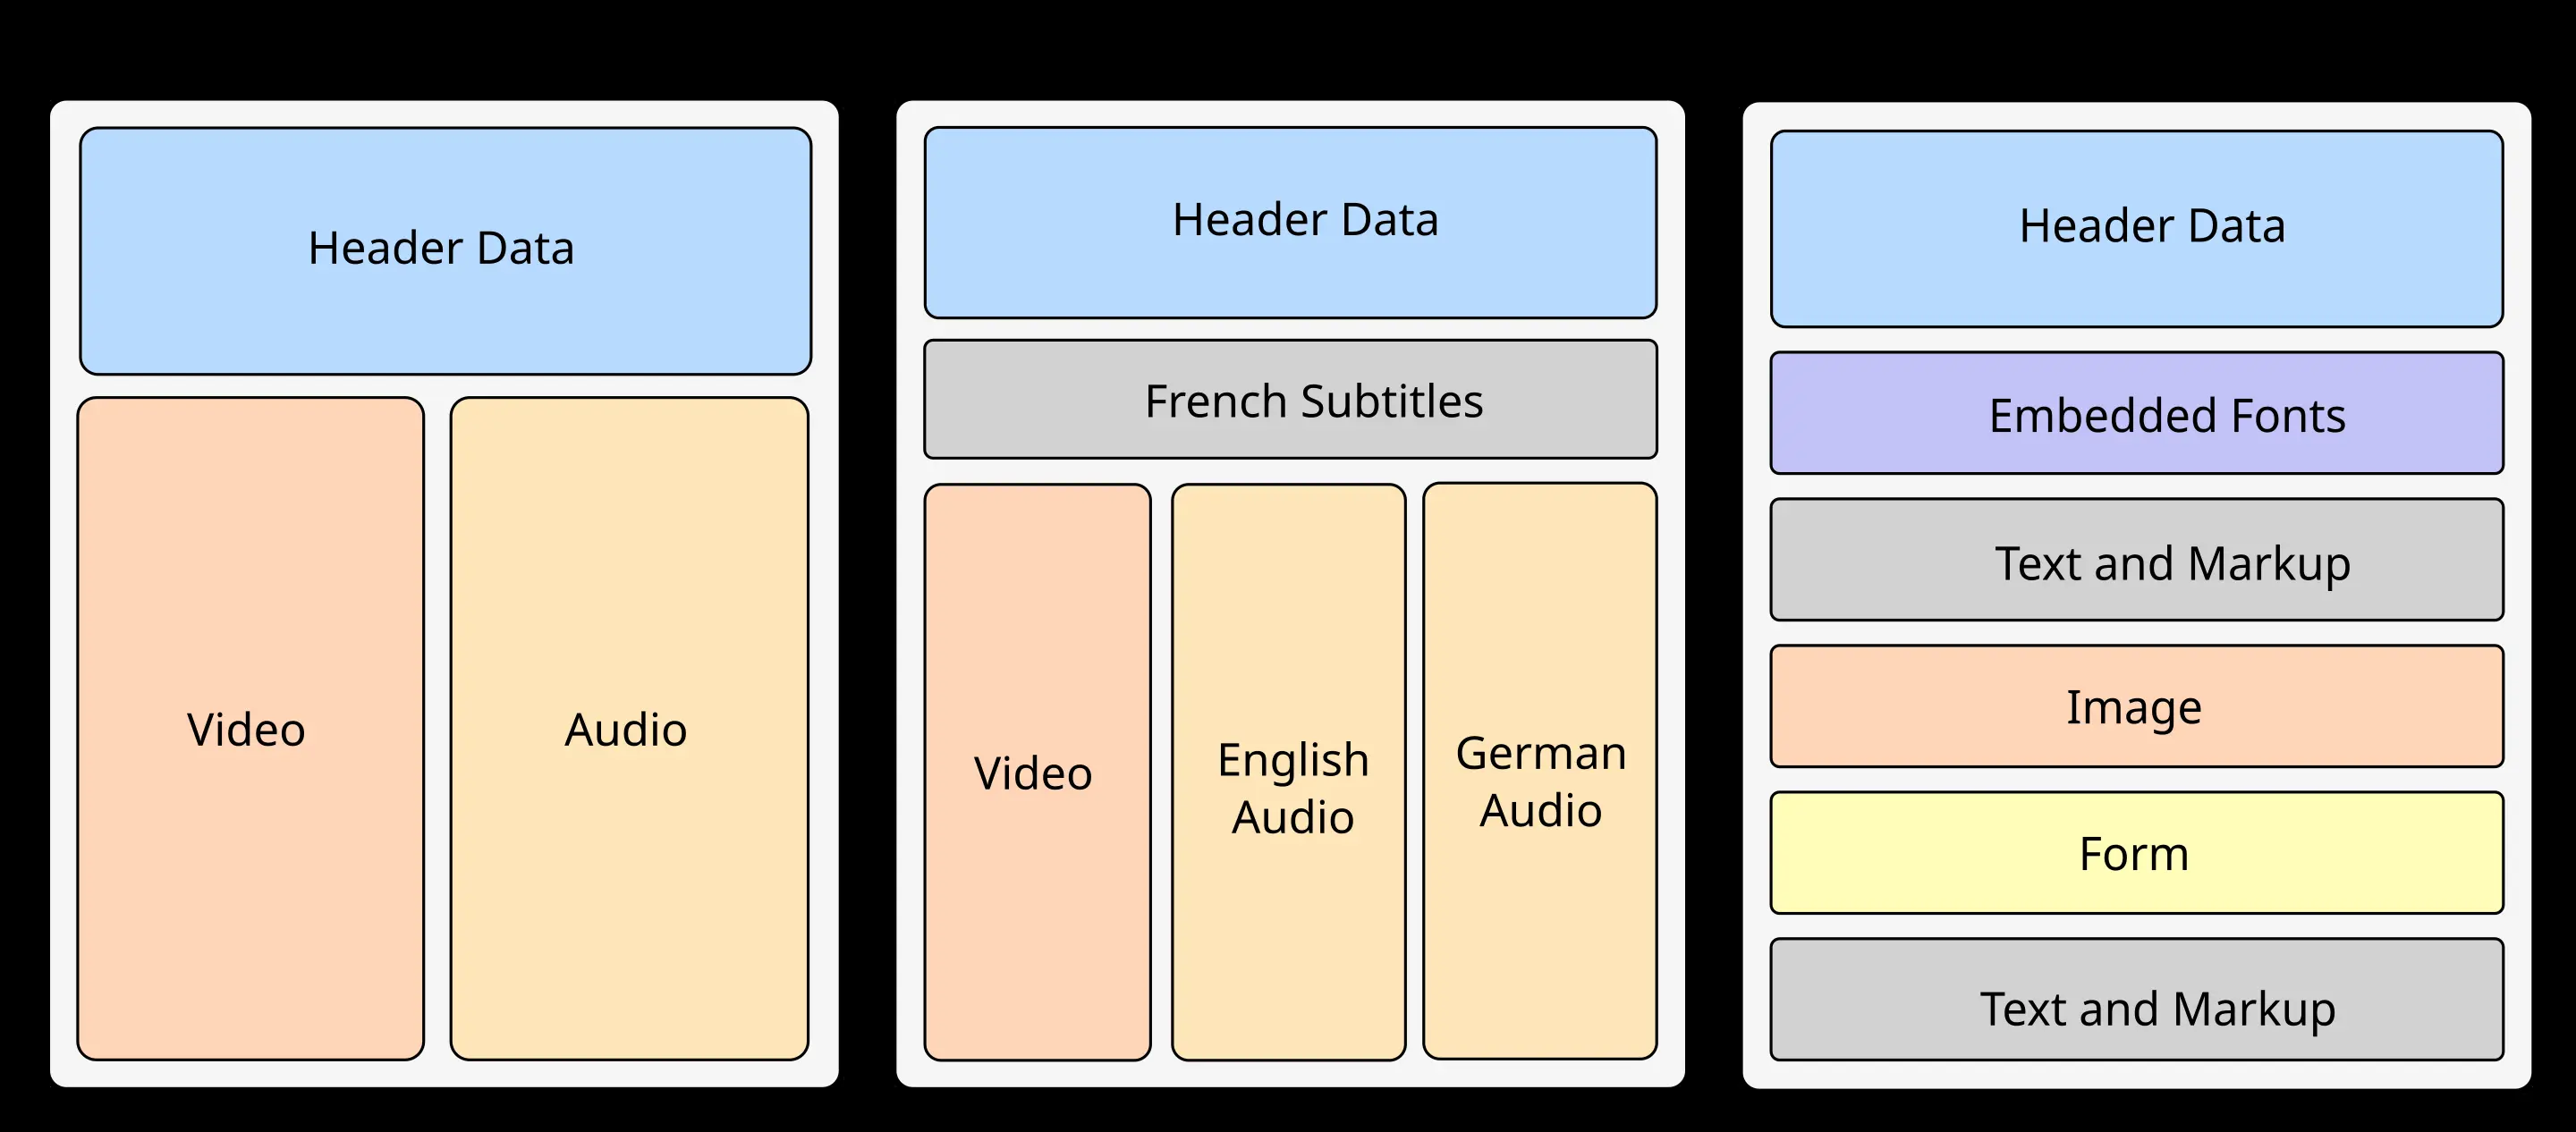 Header Data
Video
Audio
Header Data
French Subtitles
Video
English
Audio
German
Audio
Header Data
Embedded Fonts
Text and Markup
Image
Form
Text and Markup